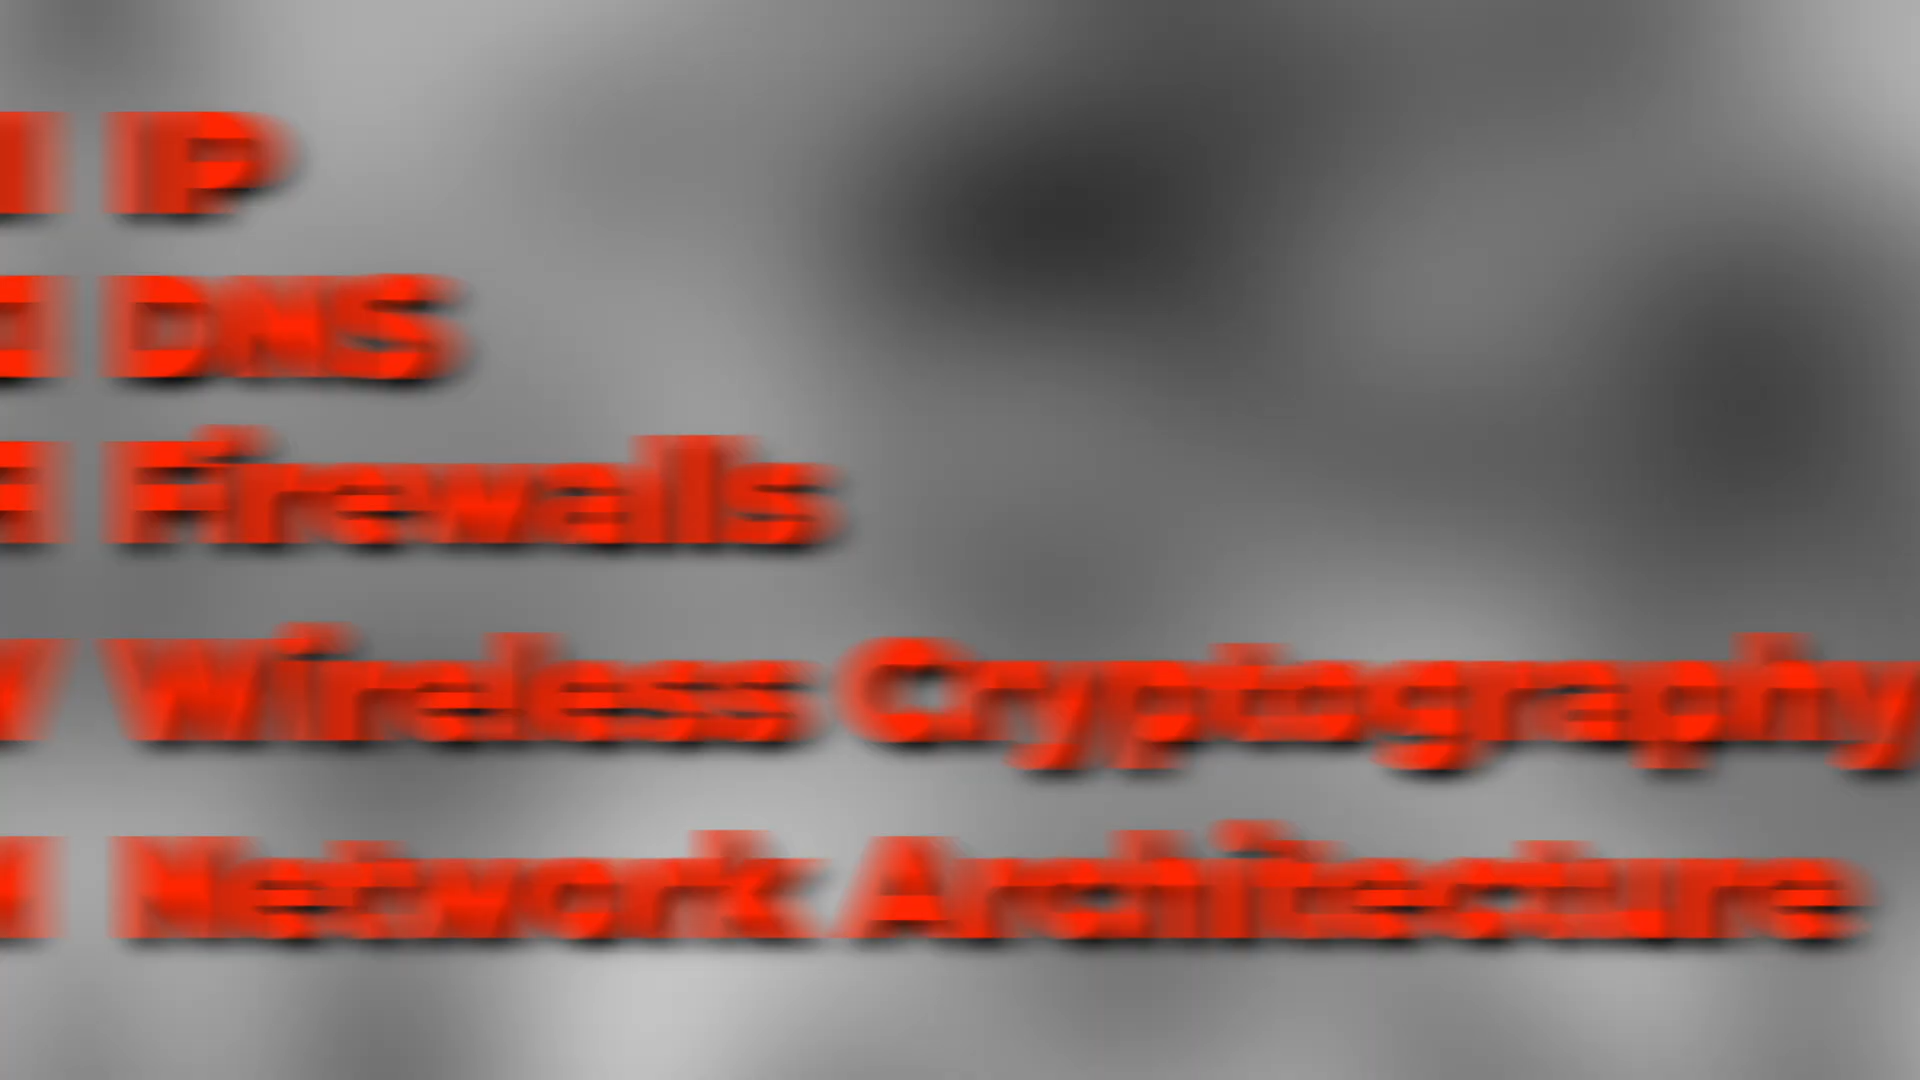 IP
DNS
Firewalls
Wireless Cryptography
Network Architecture